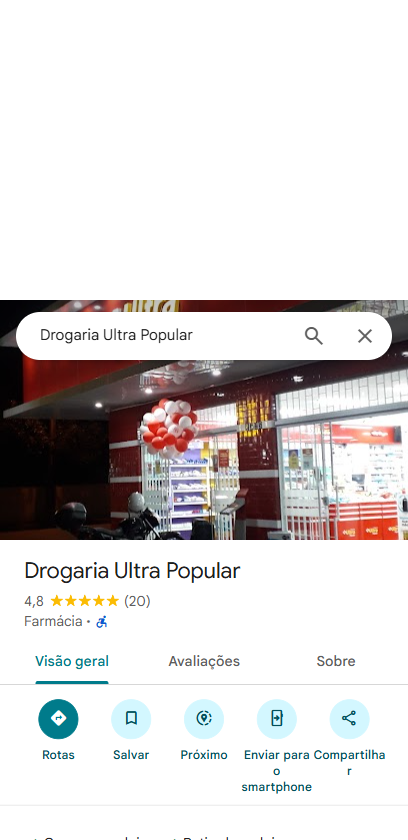 ultra
Drogaria Ultra Popular
Drogaria Ultra Popular
4,8 (20)
Farmácia •
Visão geral Avaliações Sobre
Rotas Salvar Próximo Enviar para o smartphone Compartilhar